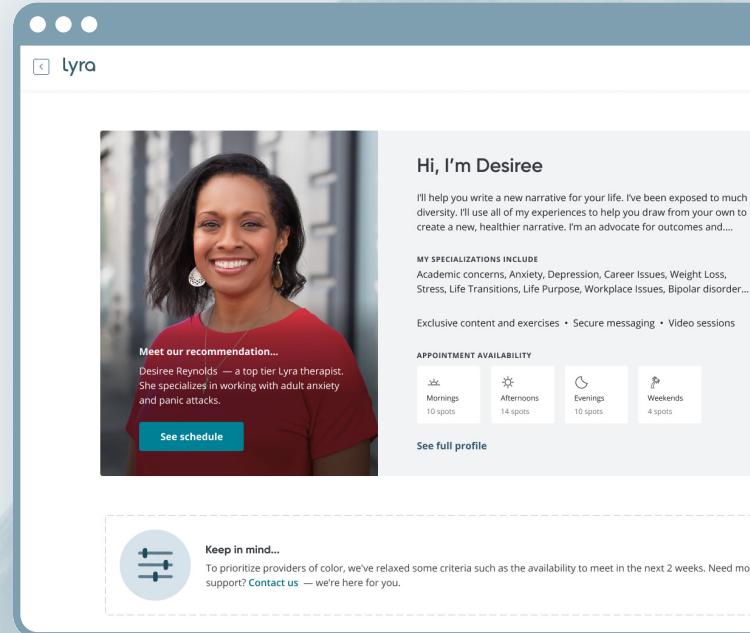 lyra
Hi, I'm Desiree
I'll help you write a new narrative for your life. I've been exposed to much
diversity. I'll use all of my experiences to help you draw from your own to
create a new, healthier narrative. I'm an advocate for outcomes and....
MY SPECIALIZATIONS INCLUDE
Academic concerns, Anxiety, Depression, Career Issues, Weight Loss,
Stress, Life Transitions, Life Purpose, Workplace Issues, Bipolar disorder...
Exclusive content and exercises • Secure messaging • Video sessions
APPOINTMENT AVAILABILITY
Mornings
10 spots
Afternoons
14 spots
Evenings
10 spots
Weekends
4 spots
See full profile
Meet our recommendation...
Desiree Reynolds — a top tier Lyra therapist.
She specializes in working with adult anxiety
and panic attacks.
See schedule
Keep in mind...
To prioritize providers of color, we've relaxed some criteria such as the availability to meet in the next 2 weeks. Need mo
support? Contact us — we're here for you.